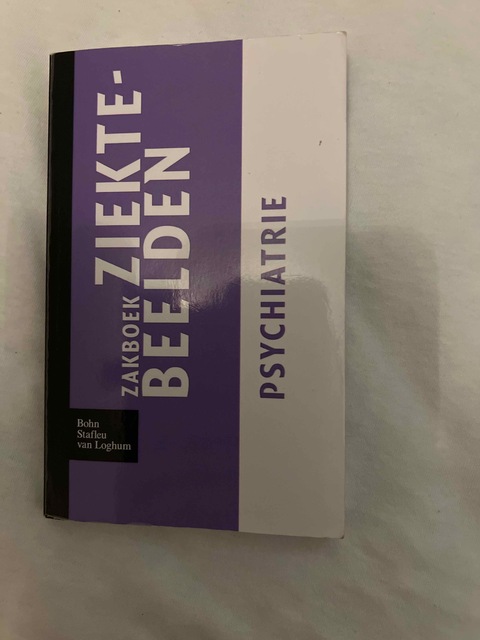 ZAKBOEK ZIEKTE-
BEELDEN
PSYCHIATRIE
Bohn
Stafleu
van Loghum